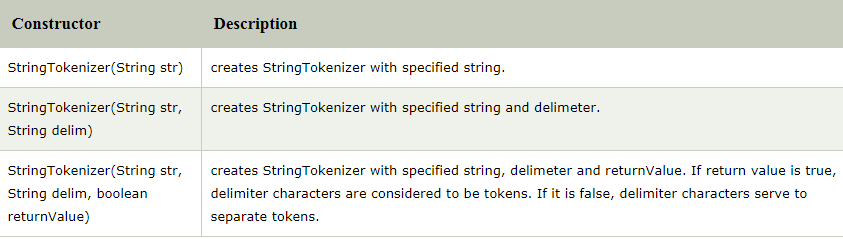 Constructor Description
StringTokenizer(String str) creates StringTokenizer with specified string.
StringTokenizer(String str, creates StringTokenizer with specified string and delimeter.
String delim)
StringTokenizer(String str, creates StringTokenizer with specified string, delimeter and returnValue. If return value is true,
String delim, boolean delimiter characters are considered to be tokens. If it is false, delimiter characters serve to
returnValue) separate tokens.